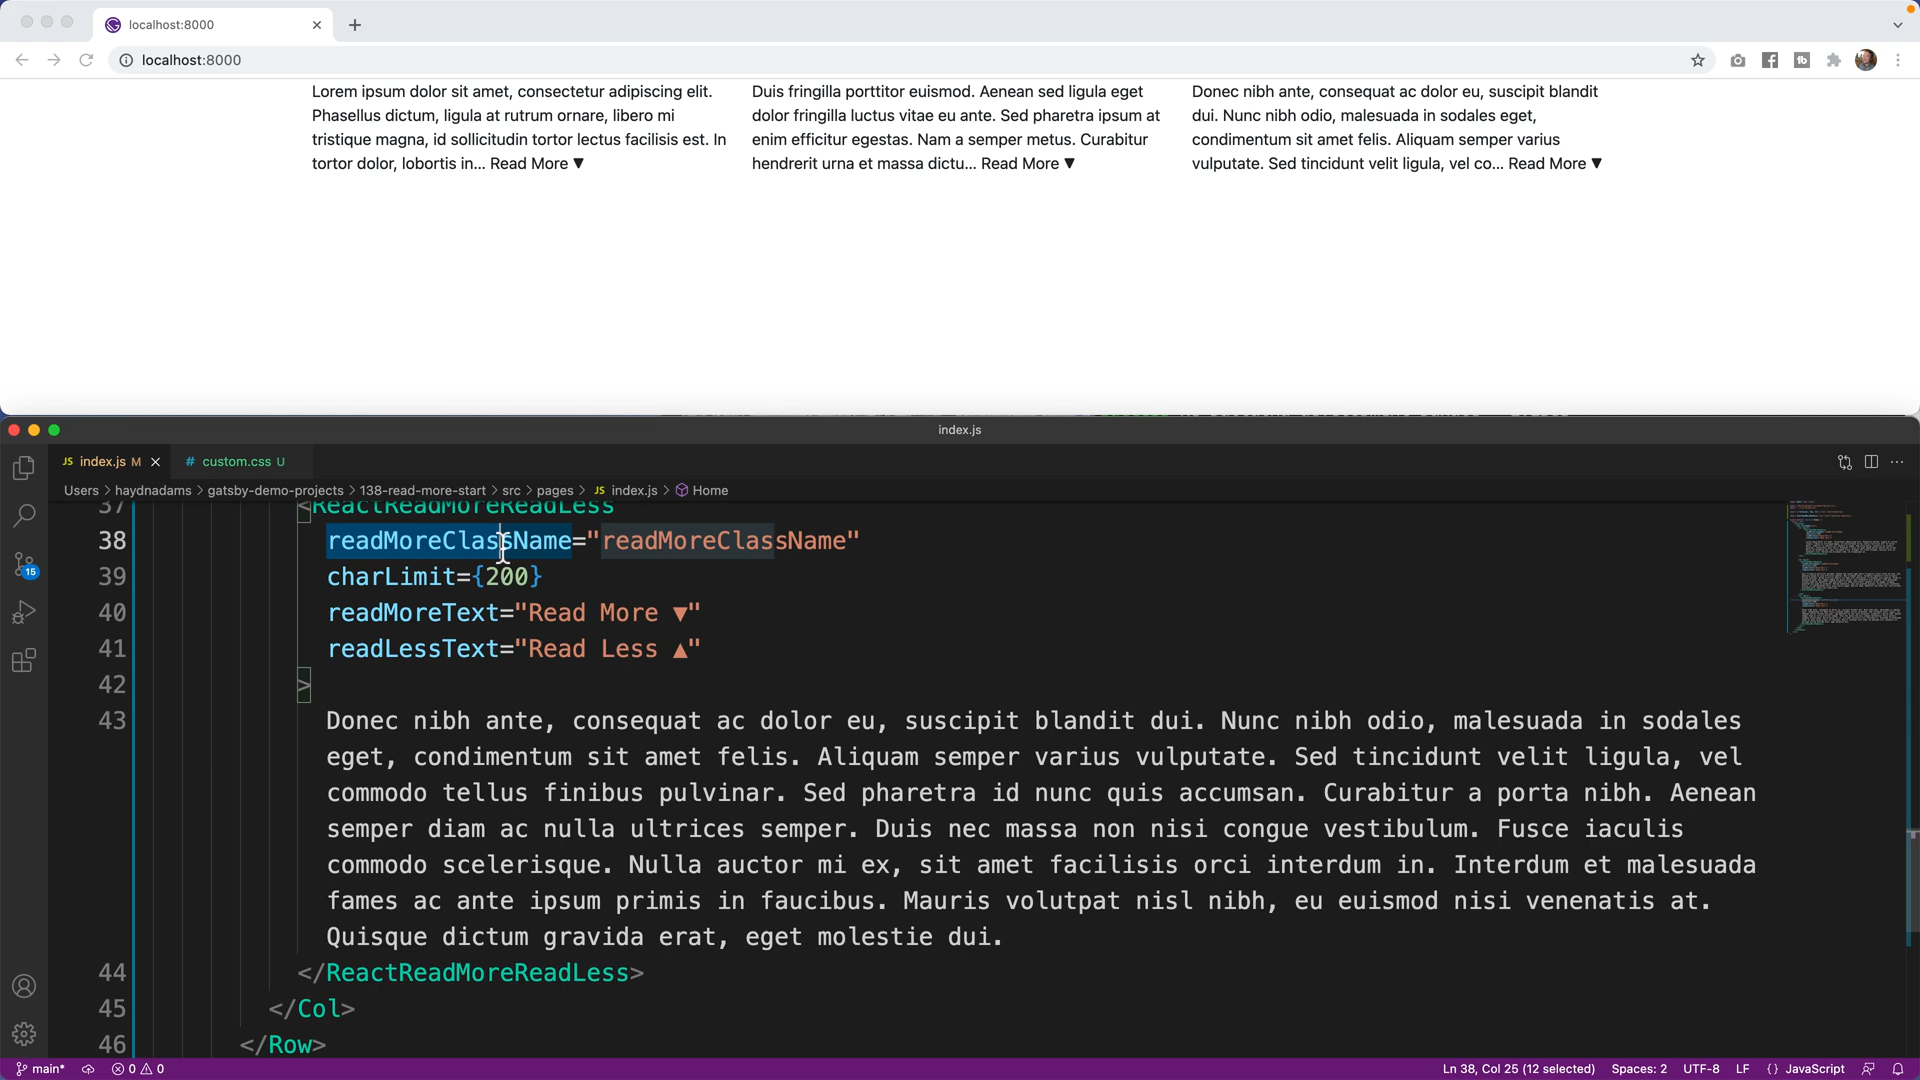 localhost:8000
localhost:8000
Lorem ipsum dolor sit amet, consectetur adipiscing elit.
Phasellus dictum, ligula at rutrum ornare, libero mi
tristique magna, id sollicitudin tortor lectus facilisis est. In
tortor dolor, lobortis in... Read More ▼
Duis fringilla porttitor euismod. Aenean sed ligula eget
dolor fringilla luctus vitae eu ante. Sed pharetra ipsum at
enim efficitur egestas. Nam a semper metus. Curabitur
hendrerit urna et massa dictu... Read More ▼
Donec nibh ante, consequat ac dolor eu, suscipit blandit
dui. Nunc nibh odio, malesuada in sodales eget,
condimentum sit amet felis. Aliquam semper varius
vulputate. Sed tincidunt velit ligula, vel co... Read More ▼
index.js
JS index.js M
# custom.css U
Users > haydnadams > gatsby-demo-projects > 138-read-more-start > src > pages > JS index.js > Home
37 <ReactReadMoreReadLess
38 readMoreClassName="readMoreClassName"
39 charLimit={200}
40 readMoreText="Read More ▼"
41 readLessText="Read Less ▲"
42 >
43 Donec nibh ante, consequat ac dolor eu, suscipit blandit dui. Nunc nibh odio, malesuada in sodales
eget, condimentum sit amet felis. Aliquam semper varius vulputate. Sed tincidunt velit ligula, vel
commodo tellus finibus pulvinar. Sed pharetra id nunc quis accumsan. Curabitur a porta nibh. Aenean
semper diam ac nulla ultrices semper. Duis nec massa non nisi congue vestibulum. Fusce iaculis
commodo scelerisque. Nulla auctor mi ex, sit amet facilisis orci interdum in. Interdum et malesuada
fames ac ante ipsum primis in faucibus. Mauris volutpat nisl nibh, eu euismod nisi venenatis at.
Quisque dictum gravida erat, eget molestie dui.
44 </ReactReadMoreReadLess>
45 </Col>
46 </Row>
15
main* 0 0
Ln 38, Col 25 (12 selected) Spaces: 2 UTF-8 LF {} JavaScript